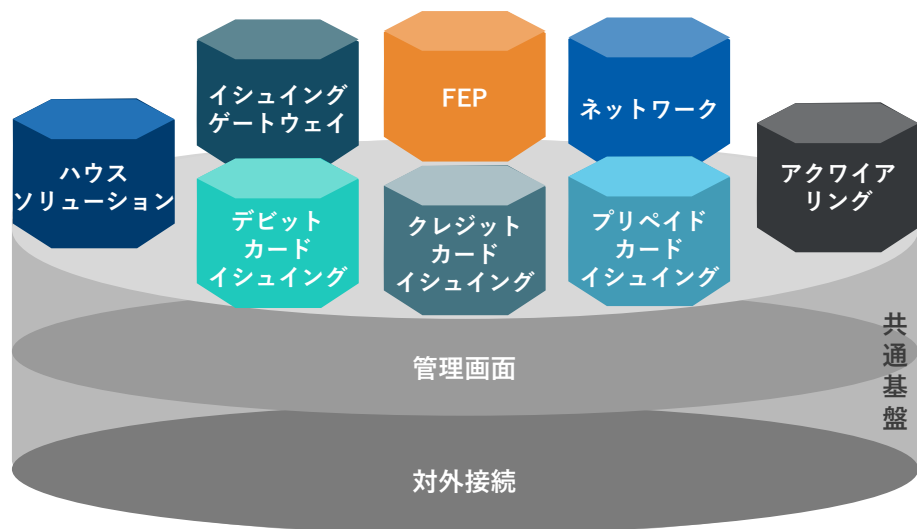 イシュイング
ゲートウェイ
FEP
ネットワーク
ハウス
ソリューション
アクワイア
リング
デビット
カード
イシュイング
クレジット
カード
イシュイング
プリペイド
カード
イシュイング
管理画面
共通基盤
対外接続